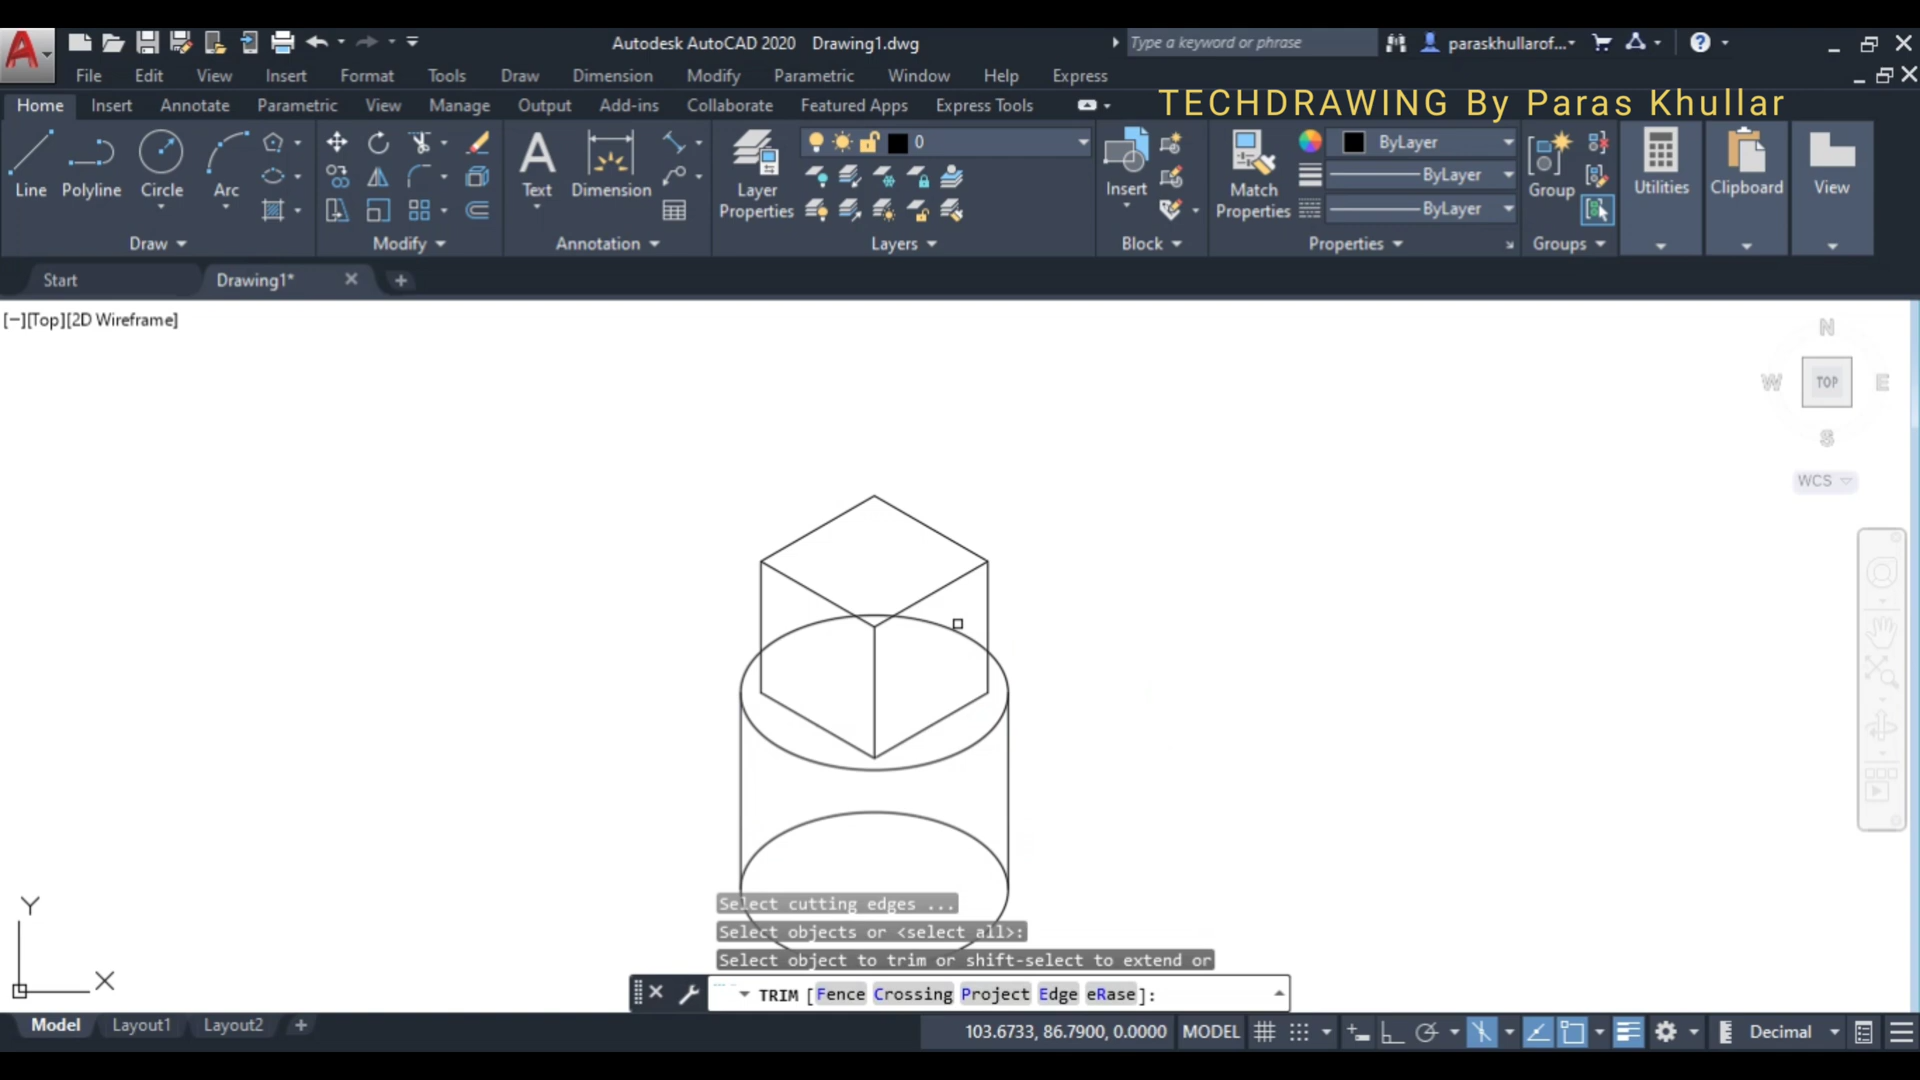 Autodesk AutoCAD 2020 Drawing1.dwg
Type a keyword or phrase
paraskhullarof...
File Edit View Insert Format Tools Draw Dimension Modify Parametric Window Help Express
Home Insert Annotate Parametric View Manage Output Add-ins Collaborate Featured Apps Express Tools
TECHDRAWING By Paras Khullar
0
ByLayer
Line Polyline Circle Arc
Text Dimension
Layer Properties
Insert
Match Properties
ByLayer
ByLayer
Group
Utilities Clipboard View
Draw Modify Annotation Layers Block Properties Groups
Start Drawing1*
[−][Top][2D Wireframe]
N
W TOP E
S
WCS
Y
X
Select cutting edges ...
Select objects or <select all>:
Select object to trim or shift-select to extend or
TRIM [Fence Crossing Project Edge eRase]:
Model Layout1 Layout2
103.6733, 86.7900, 0.0000 MODEL
Decimal